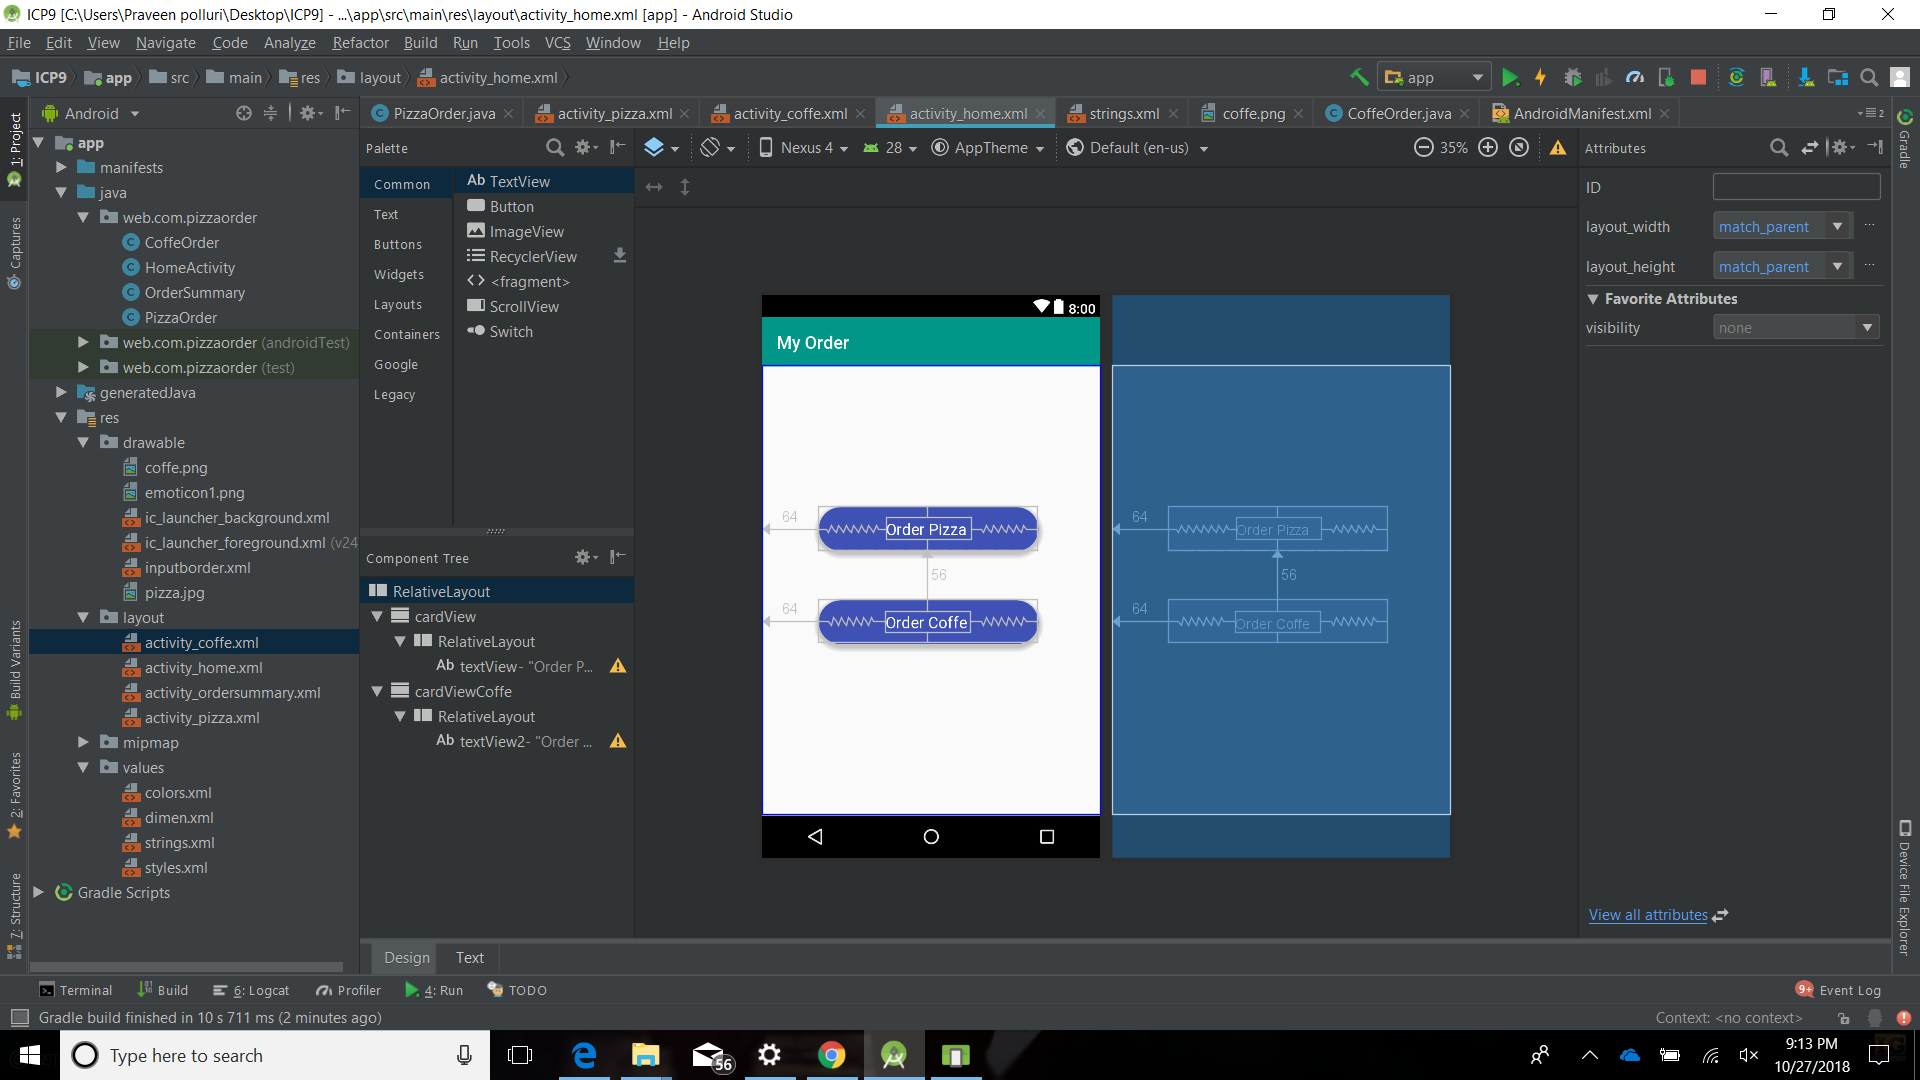 ICP9 [C:\Users\Praveen polluri\Desktop\ICP9] - ...\app\src\main\res\layout\activity_home.xml [app] - Android Studio
File Edit View Navigate Code Analyze Refactor Build Run Tools VCS Window Help
ICP9 app src main res layout activity_home.xml
app
Android
PizzaOrder.java activity_pizza.xml activity_coffe.xml activity_home.xml strings.xml coffe.png CoffeOrder.java AndroidManifest.xml
2
1: Project
Captures
Build Variants
2: Favorites
7: Structure
app
manifests
java
web.com.pizzaorder
CoffeOrder
HomeActivity
OrderSummary
PizzaOrder
web.com.pizzaorder (androidTest)
web.com.pizzaorder (test)
generatedJava
res
drawable
coffe.png
emoticon1.png
ic_launcher_background.xml
ic_launcher_foreground.xml (v24
inputborder.xml
pizza.jpg
layout
activity_coffe.xml
activity_home.xml
activity_ordersummary.xml
activity_pizza.xml
mipmap
values
colors.xml
dimen.xml
strings.xml
styles.xml
Gradle Scripts
Palette
Common
Text
Buttons
Widgets
Layouts
Containers
Google
Legacy
Ab TextView
Button
ImageView
RecyclerView
<fragment>
ScrollView
Switch
Component Tree
RelativeLayout
cardView
RelativeLayout
Ab textView- "Order P...
cardViewCoffe
RelativeLayout
Ab textView2- "Order ...
Nexus 4 28 AppTheme Default (en-us) 35%
8:00
My Order
64 Order Pizza
56
64 Order Coffe
64 Order Pizza
56
64 Order Coffe
Attributes
ID
layout_width match_parent ...
layout_height match_parent ...
Favorite Attributes
visibility none
View all attributes
Gradle
Device File Explorer
Design Text
Terminal Build 6: Logcat Profiler 4: Run TODO
9+ Event Log
Gradle build finished in 10 s 711 ms (2 minutes ago)
Context: <no context>
Type here to search
56
9:13 PM
10/27/2018